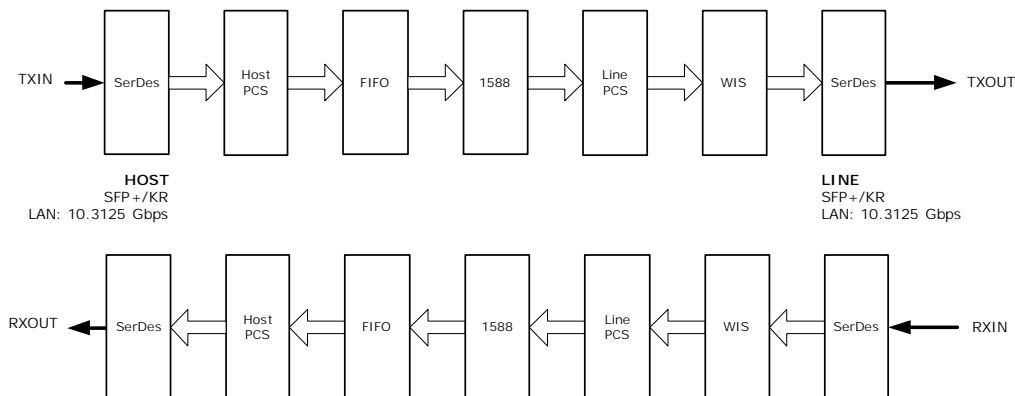 TXIN
SerDes
Host
PCS
FIFO
1588
Line
PCS
WIS
SerDes
TXOUT
HOST
SFP+/KR
LAN: 10.3125 Gbps
LINE
SFP+/KR
LAN: 10.3125 Gbps
RXOUT
SerDes
Host
PCS
FIFO
1588
Line
PCS
WIS
SerDes
RXIN